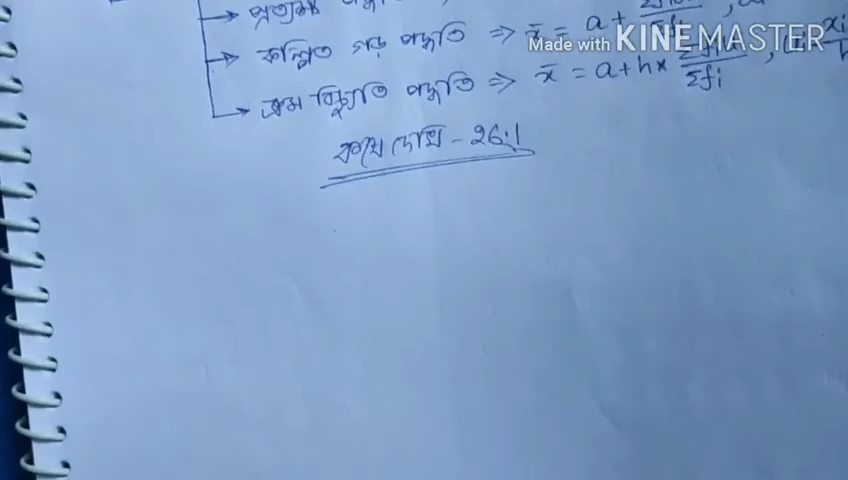 প্রত্যক্ষ
কল্পিত গড় পদ্ধতি ⇒ x̄ = a +
Made with KINEMASTER
ক্রম বিচ্যুতি পদ্ধতি ⇒ x̄ = a + h ×
Σfi
কষে দেখি - 26.1